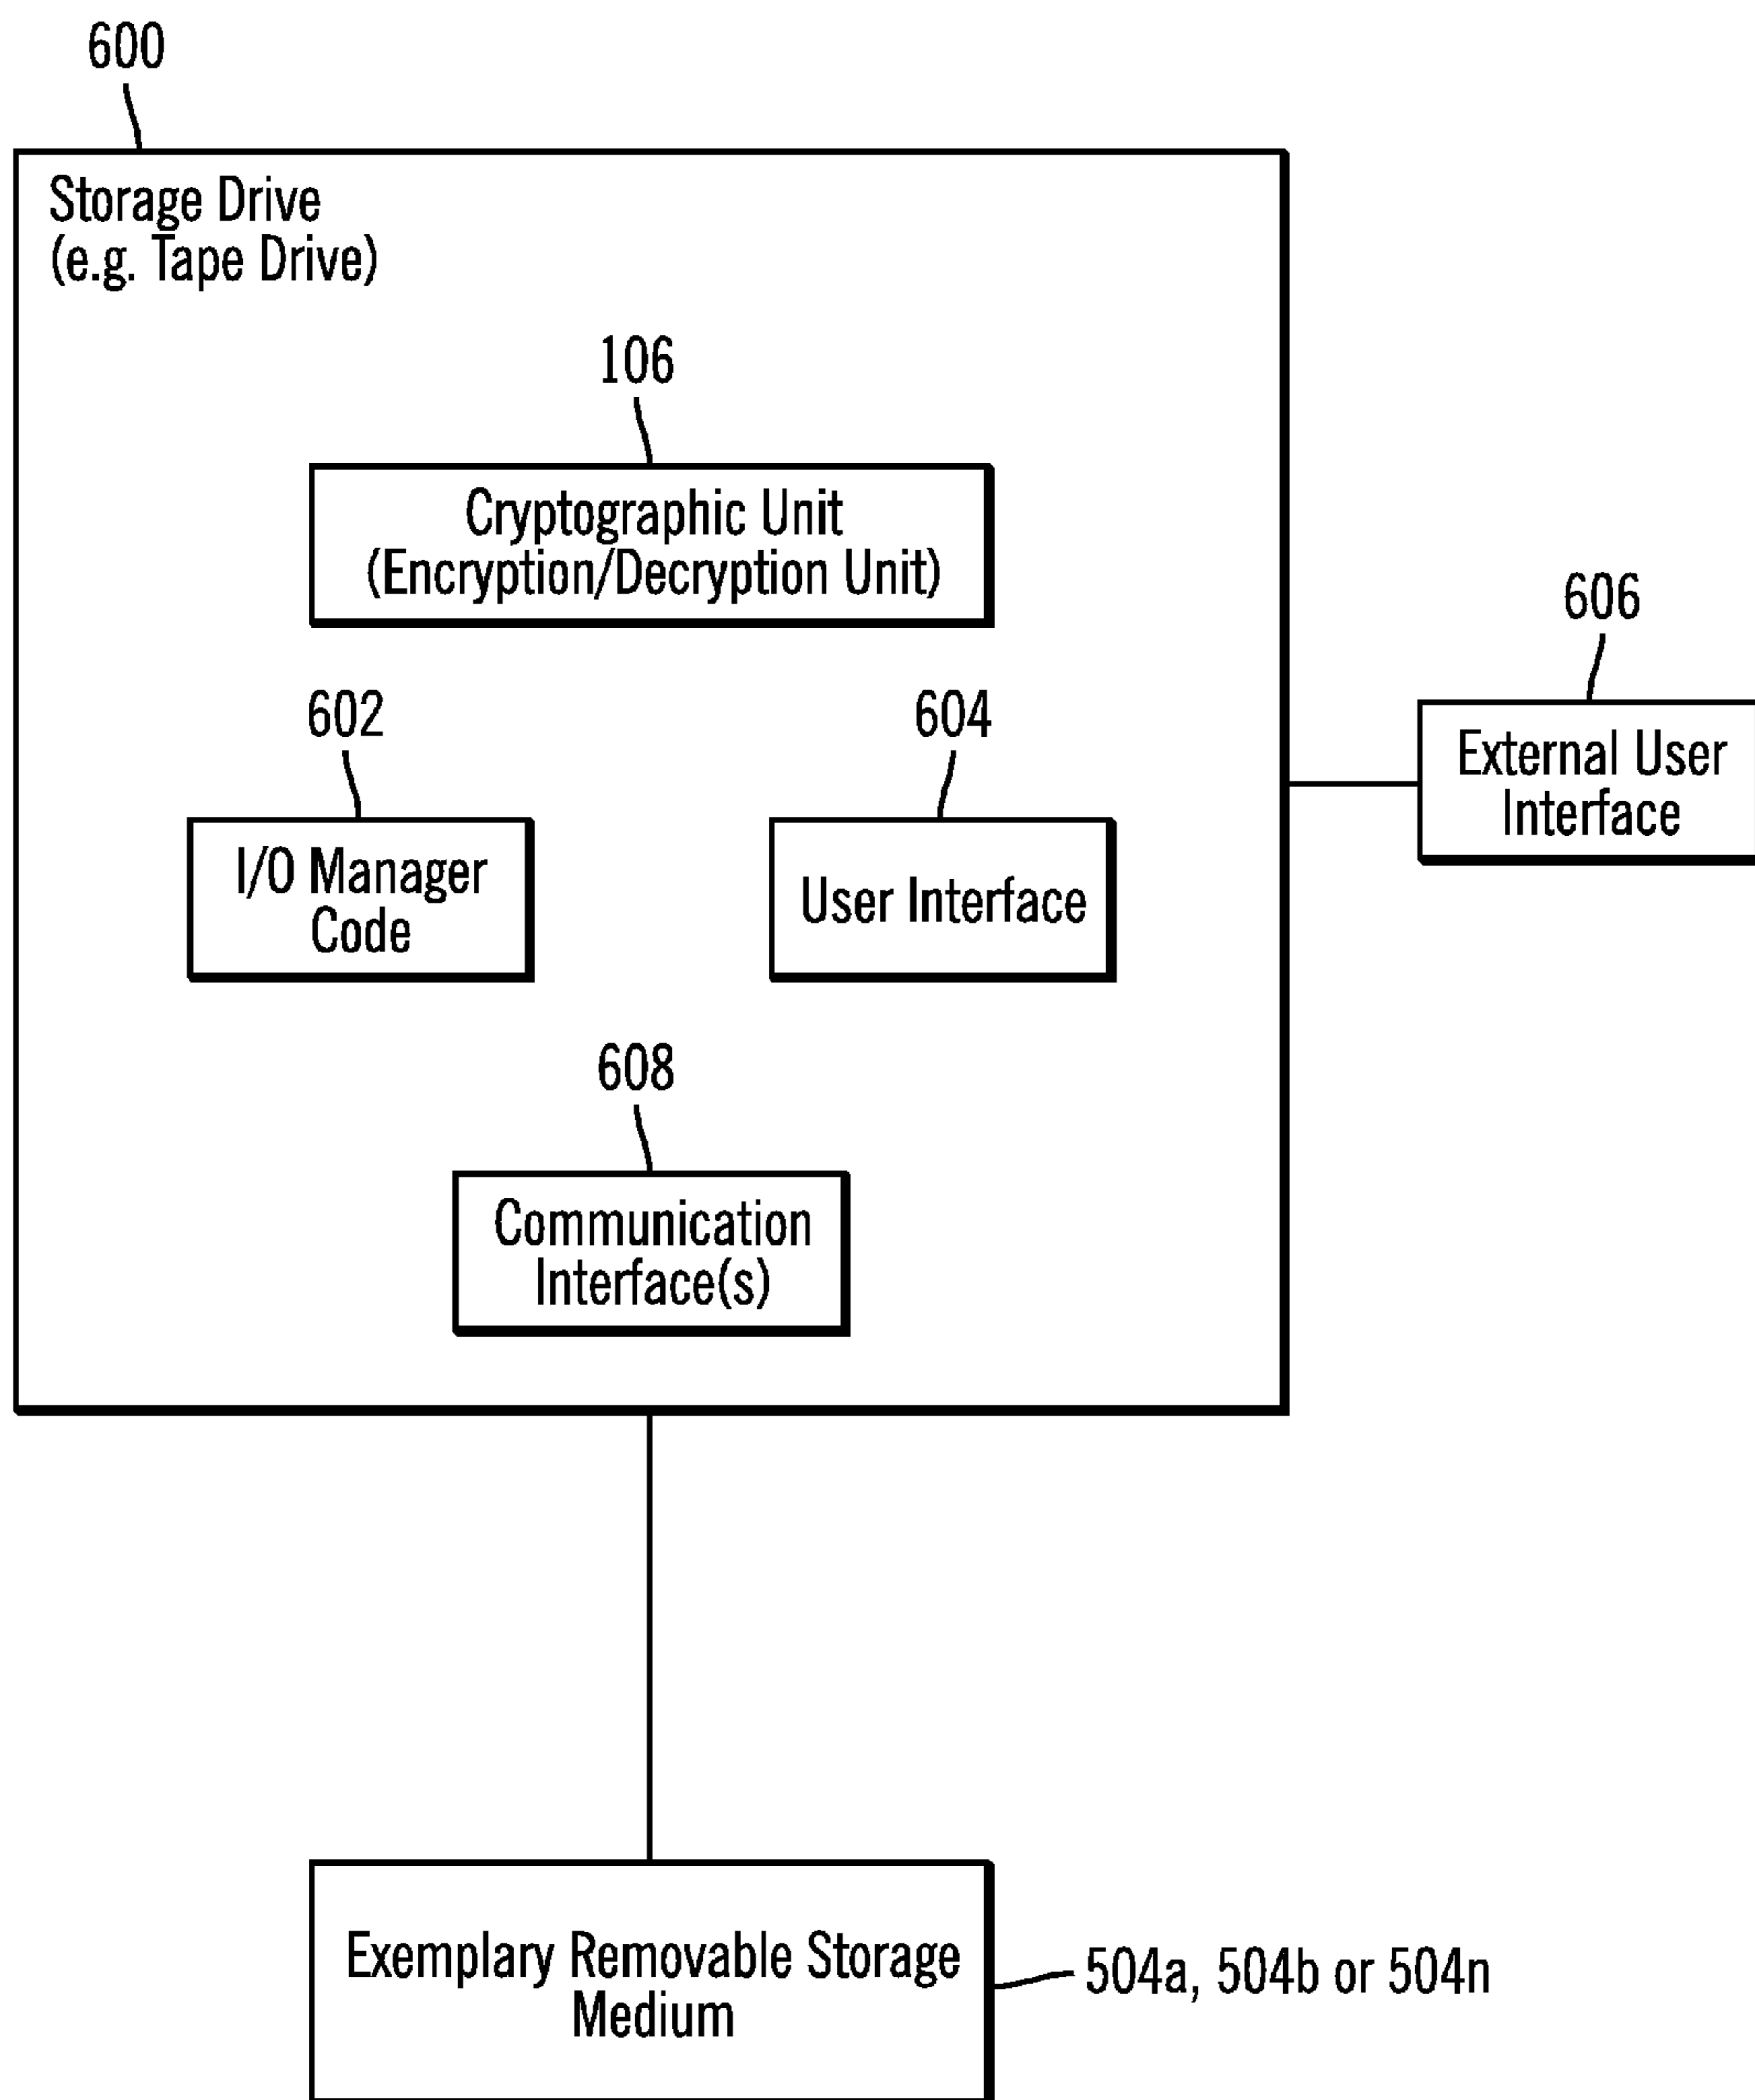 600
Storage Drive
(e.g. Tape Drive)
106
Cryptographic Unit
(Encryption/Decryption Unit)
606
External User
Interface
602
I/O Manager
Code
604
User Interface
608
Communication
Interface(s)
Exemplary Removable Storage
Medium
504a, 504b or 504n